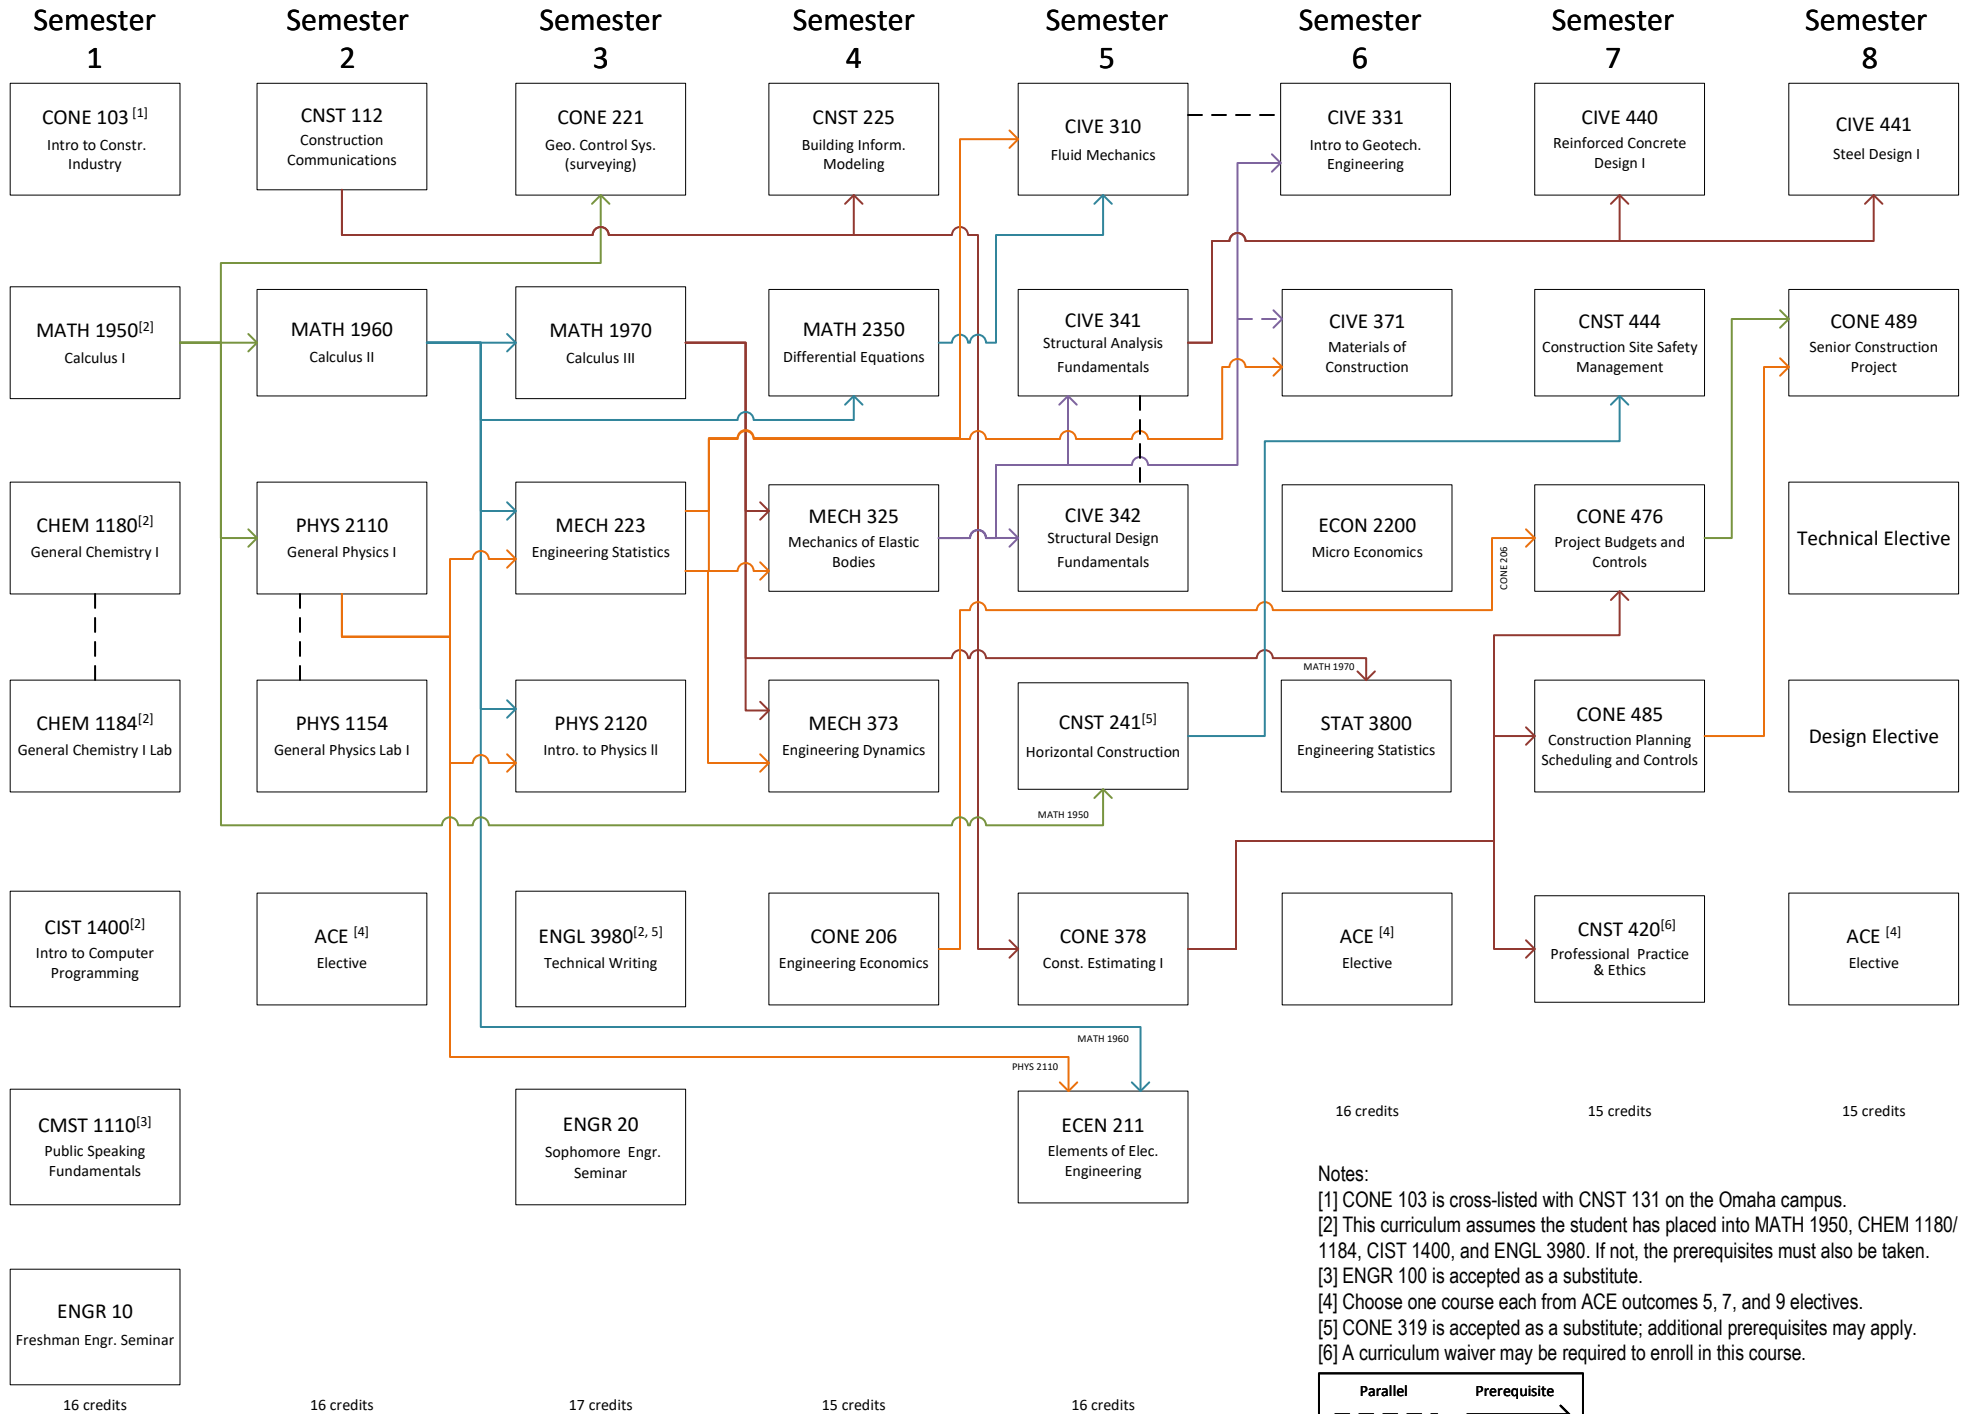 Semester
1
Semester
2
Semester
3
Semester
4
Semester
5
Semester
6
Semester
7
Semester
8
CONE 103 [1]
Intro to Constr.
Industry
CNST 112
Construction
Communications
CONE 221
Geo. Control Sys.
(surveying)
CNST 225
Building Inform.
Modeling
CIVE 310
Fluid Mechanics
CIVE 331
Intro to Geotech.
Engineering
CIVE 440
Reinforced Concrete
Design I
CIVE 441
Steel Design I
MATH 1950[2]
Calculus I
MATH 1960
Calculus II
MATH 1970
Calculus III
MATH 2350
Differential Equations
CIVE 341
Structural Analysis
Fundamentals
CIVE 371
Materials of
Construction
CNST 444
Construction Site Safety
Management
CONE 489
Senior Construction
Project
CHEM 1180[2]
General Chemistry I
PHYS 2110
General Physics I
MECH 223
Engineering Statistics
MECH 325
Mechanics of Elastic
Bodies
CIVE 342
Structural Design
Fundamentals
ECON 2200
Micro Economics
CONE 206
CONE 476
Project Budgets and
Controls
Technical Elective
MATH 1970
CHEM 1184[2]
General Chemistry I Lab
PHYS 1154
General Physics Lab I
PHYS 2120
Intro. to Physics ll
MECH 373
Engineering Dynamics
CNST 241[5]
Horizontal Construction
STAT 3800
Engineering Statistics
CONE 485
Construction Planning
Scheduling and Controls
Design Elective
MATH 1950
CIST 1400[2]
Intro to Computer
Programming
ACE [4]
Elective
ENGL 3980[2, 5]
Technical Writing
CONE 206
Engineering Economics
CONE 378
Const. Estimating I
ACE [4]
Elective
CNST 420[6]
Professional Practice
& Ethics
ACE [4]
Elective
MATH 1960
PHYS 2110
CMST 1110[3]
Public Speaking
Fundamentals
ENGR 20
Sophomore Engr.
Seminar
ECEN 211
Elements of Elec.
Engineering
16 credits
15 credits
15 credits
Notes:
[1] CONE 103 is cross-listed with CNST 131 on the Omaha campus.
[2] This curriculum assumes the student has placed into MATH 1950, CHEM 1180/
1184, CIST 1400, and ENGL 3980. If not, the prerequisites must also be taken.
[3] ENGR 100 is accepted as a substitute.
[4] Choose one course each from ACE outcomes 5, 7, and 9 electives.
[5] CONE 319 is accepted as a substitute; additional prerequisites may apply.
[6] A curriculum waiver may be required to enroll in this course.
ENGR 10
Freshman Engr. Seminar
16 credits
16 credits
17 credits
15 credits
16 credits
Parallel
Prerequisite